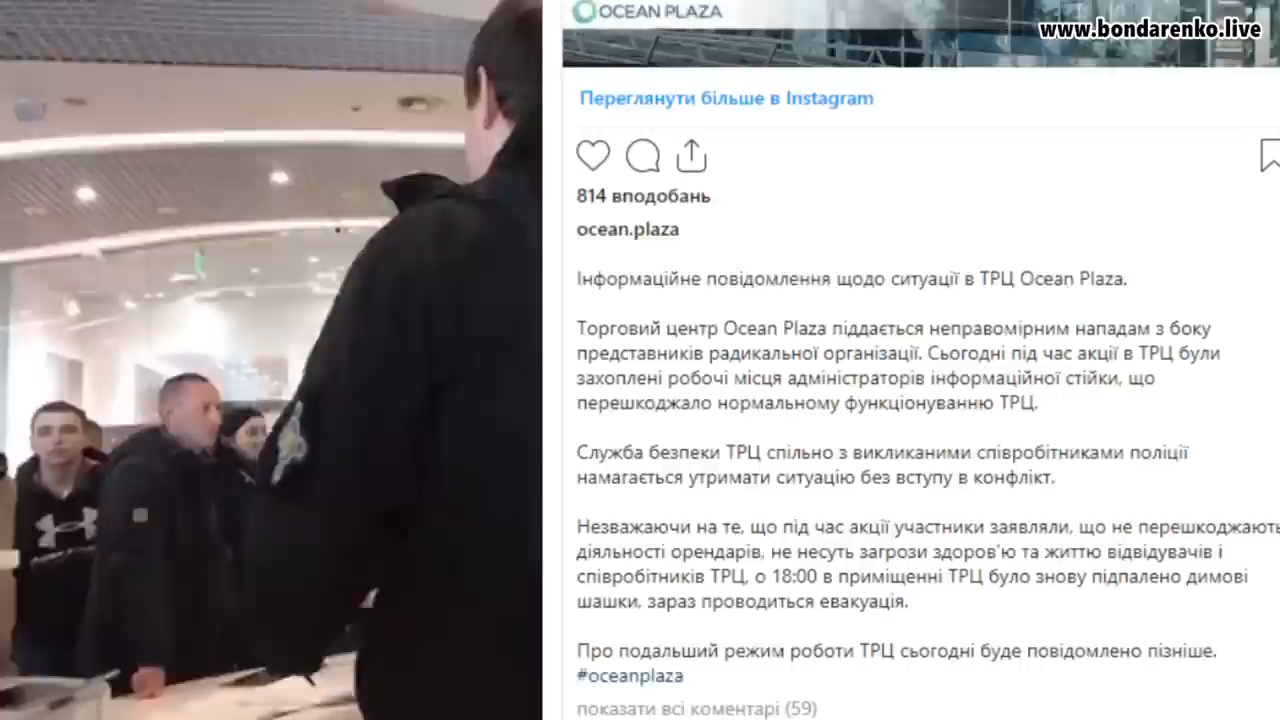 OCEAN PLAZA
www.bondarenko.live
Переглянути більше в Instagram
814 вподобань
ocean.plaza
Інформаційне повідомлення щодо ситуації в ТРЦ Ocean Plaza.
Торговий центр Ocean Plaza піддається неправомірним нападам з боку
представників радикальної організації. Сьогодні під час акції в ТРЦ були
захоплені робочі місця адміністраторів інформаційної стійки, що
перешкоджало нормальному функціонуванню ТРЦ.
Служба безпеки ТРЦ спільно з викликаними співробітниками поліції
намагається утримати ситуацію без вступу в конфлікт.
Незважаючи на те, що під час акції участники заявляли, що не перешкоджають
діяльності орендарів, не несуть загрози здоров'ю та життю відвідувачів і
співробітників ТРЦ, о 18:00 в приміщенні ТРЦ було знову підпалено димові
шашки, зараз проводиться евакуація.
Про подальший режим роботи ТРЦ сьогодні буде повідомлено пізніше.
#oceanplaza
показати всі коментарі (59)